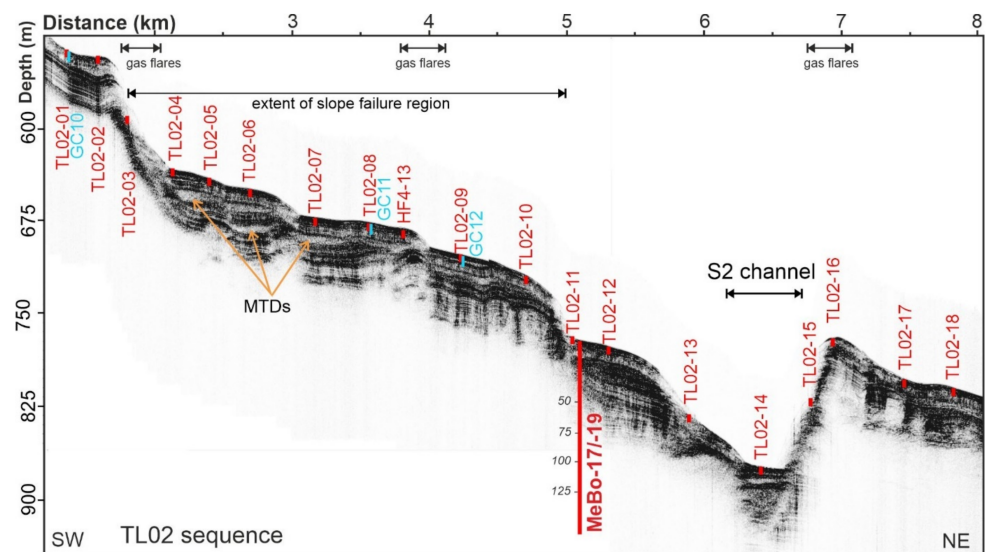 Distance (km) 3 4 5 6 7 8
gas flares gas flares gas flares
extent of slope failure region
Depth (m)
600
675
750
825
900
TL02-01
GC10
TL02-02
TL02-03
TL02-04
TL02-05
TL02-06
TL02-07
TL02-08
GC11
HF4-13
TL02-09
GC12
TL02-10
MTDs
TL02-11
TL02-12
TL02-13
TL02-14
S2 channel
TL02-15
TL02-16
TL02-17
TL02-18
50
75
100
125
MeBo-17/-19
SW TL02 sequence NE